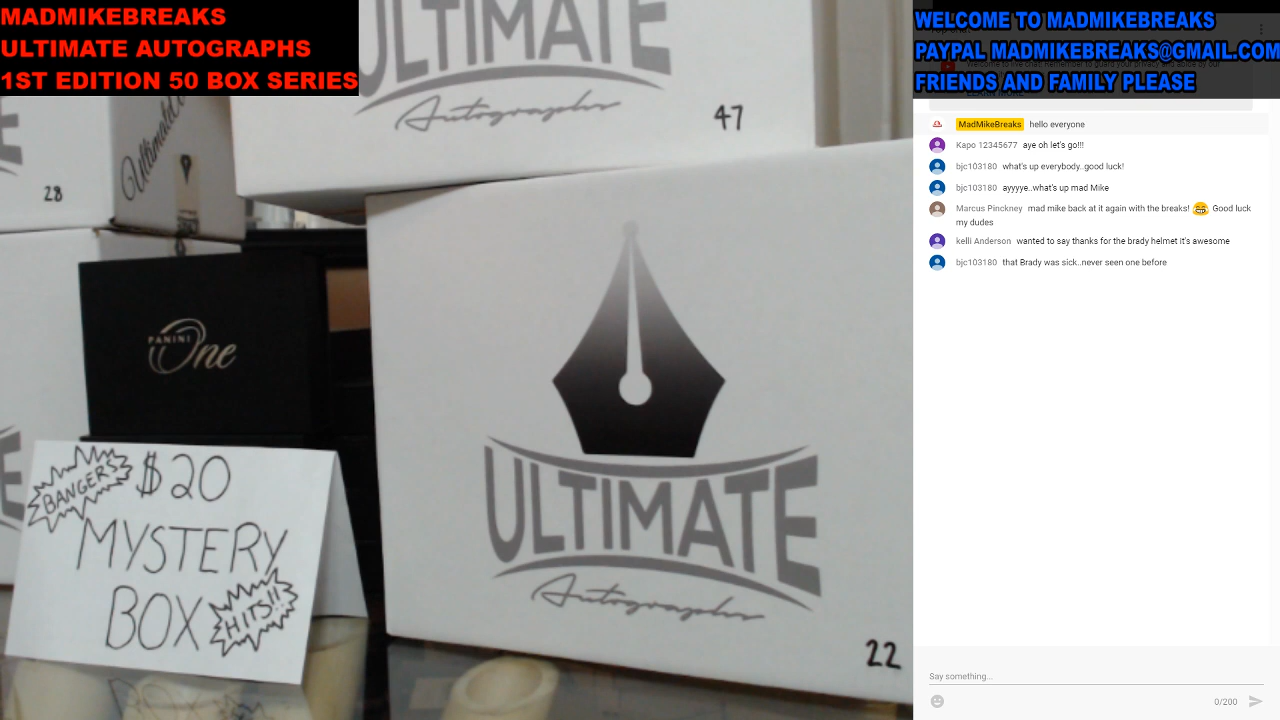 MADMIKEBREAKS
ULTIMATE AUTOGRAPHS
1ST EDITION 50 BOX SERIES
ULTIMATE
Autographs
47
28
Ultimate
PANINI
One
BANGERS
$20
MYSTERY
BOX
HITS!!
ULTIMATE
Autographs
22
WELCOME TO MADMIKEBREAKS
PAYPAL MADMIKEBREAKS@GMAIL.COM
FRIENDS AND FAMILY PLEASE
MadMikeBreaks hello everyone
Kapo 12345677 aye oh let's go!!!
bjc103180 what's up everybody..good luck!
bjc103180 ayyyye..what's up mad Mike
Marcus Pinckney mad mike back at it again with the breaks! 😁 Good luck
my dudes
kelli Anderson wanted to say thanks for the brady helmet it's awesome
bjc103180 that Brady was sick..never seen one before
Say something...
0/200